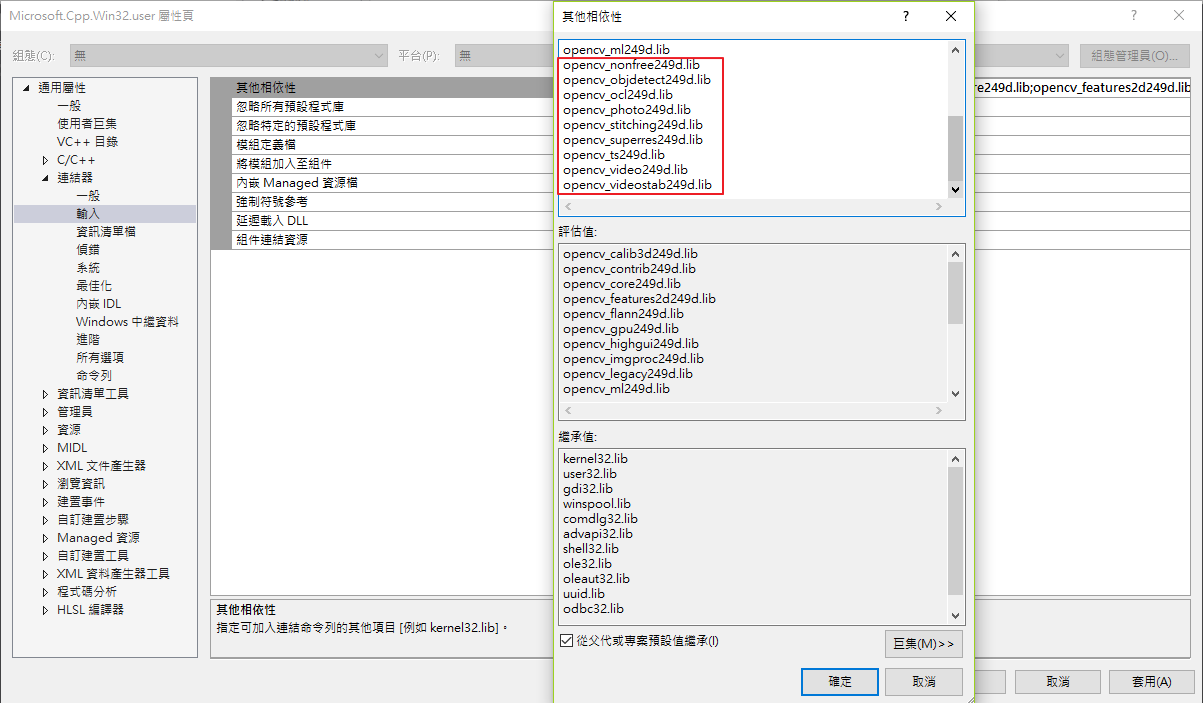 Microsoft.Cpp.Win32.user 屬性頁
組態(C):
無
平台(P):
無
組態管理員(O)...
通用屬性
一般
使用者巨集
VC++ 目錄
C/C++
連結器
一般
輸入
資訊清單檔
偵錯
系統
最佳化
內嵌 IDL
Windows 中繼資料
進階
所有選項
命令列
資訊清單工具
管理員
資源
MIDL
XML 文件產生器
瀏覽資訊
建置事件
自訂建置步驟
Managed 資源
自訂建置工具
XML 資料產生器工具
程式碼分析
HLSL 編譯器
其他相依性
忽略所有預設程式庫
忽略特定的預設程式庫
模組定義檔
將模組加入至組件
內嵌 Managed 資源檔
強制符號參考
延遲載入 DLL
組件連結資源
re249d.lib;opencv_features2d249d.lib
其他相依性
指定可加入連結命令列的其他項目 [例如 kernel32.lib]。
其他相依性
?
opencv_ml249d.lib
opencv_nonfree249d.lib
opencv_objdetect249d.lib
opencv_ocl249d.lib
opencv_photo249d.lib
opencv_stitching249d.lib
opencv_superres249d.lib
opencv_ts249d.lib
opencv_video249d.lib
opencv_videostab249d.lib
評估值:
opencv_calib3d249d.lib
opencv_contrib249d.lib
opencv_core249d.lib
opencv_features2d249d.lib
opencv_flann249d.lib
opencv_gpu249d.lib
opencv_highgui249d.lib
opencv_imgproc249d.lib
opencv_legacy249d.lib
opencv_ml249d.lib
繼承值:
kernel32.lib
user32.lib
gdi32.lib
winspool.lib
comdlg32.lib
advapi32.lib
shell32.lib
ole32.lib
oleaut32.lib
uuid.lib
odbc32.lib
從父代或專案預設值繼承(I)
巨集(M)>>
確定
取消
?
取消
套用(A)